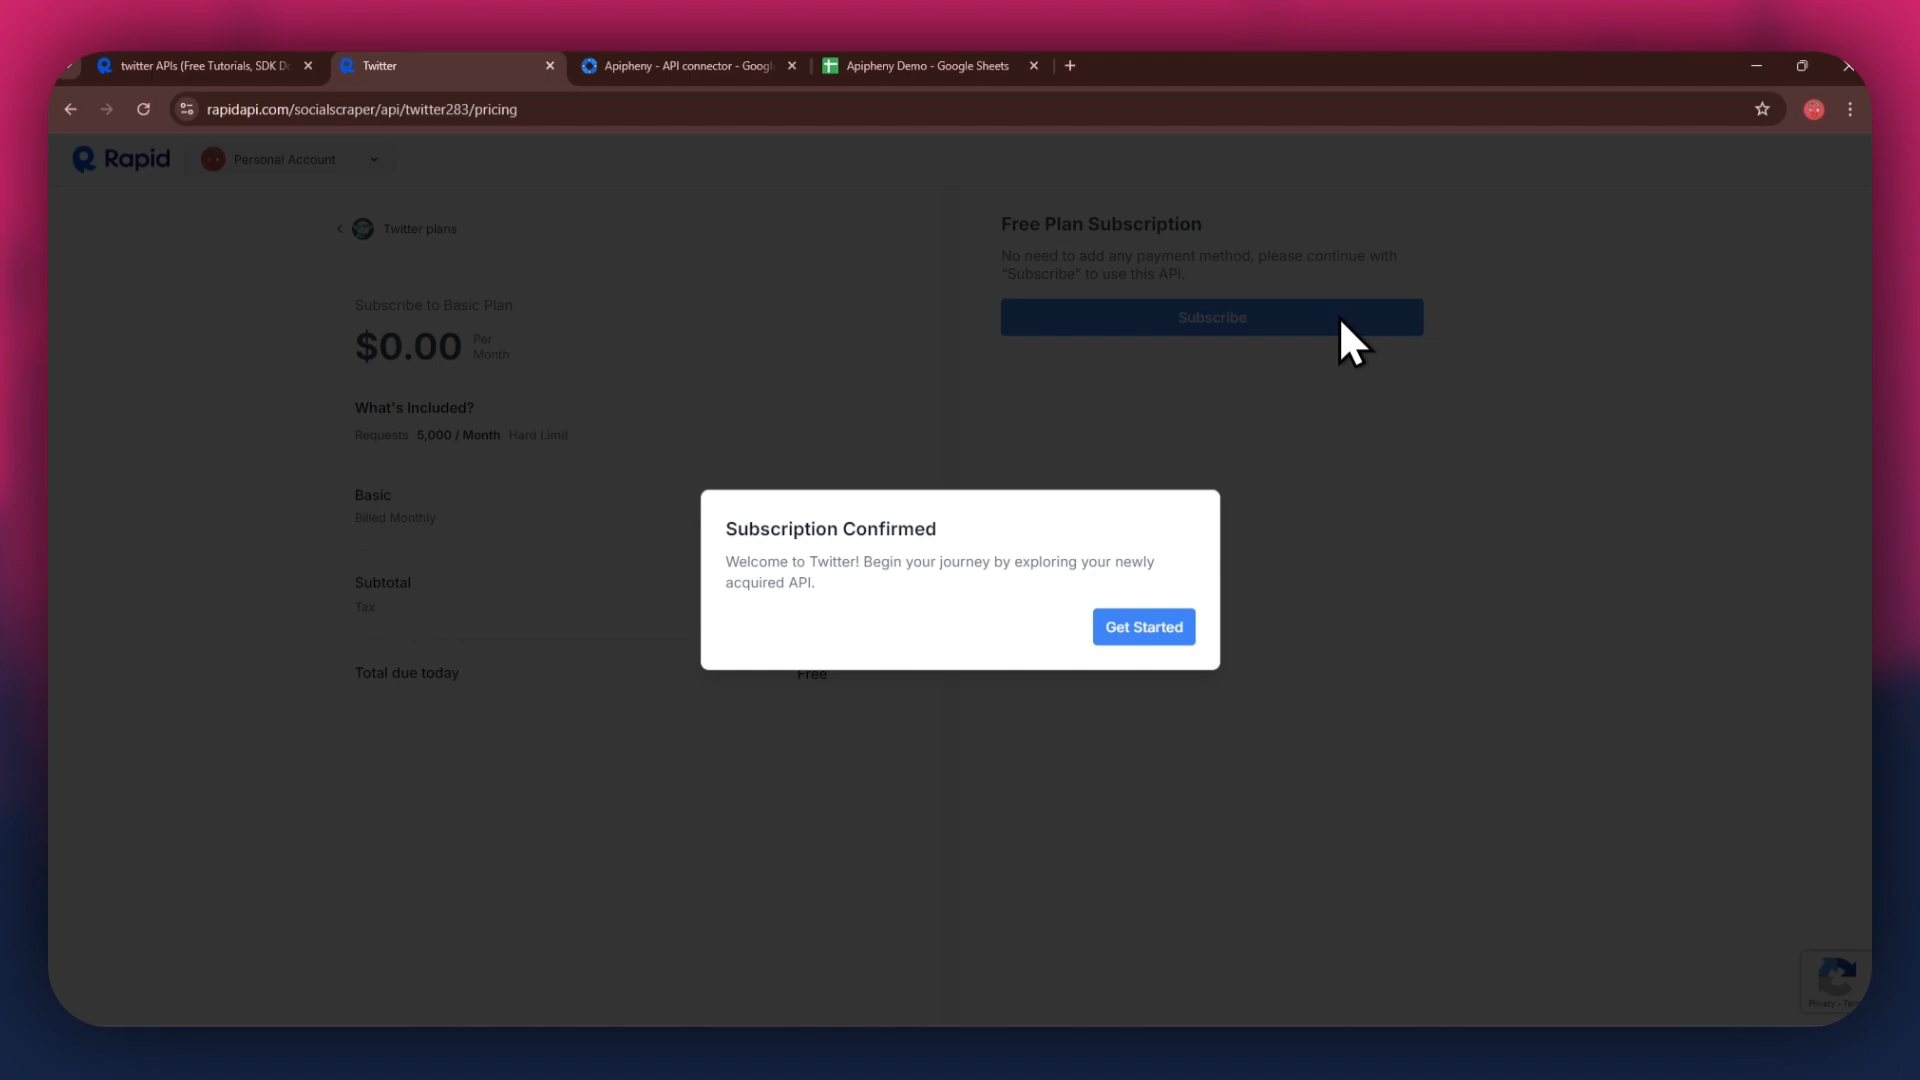 twitter APIs (Free Tutorials, SDK D
Twitter
Apipheny - API connector - Googl
Apipheny Demo - Google Sheets
rapidapi.com/socialscraper/api/twitter283/pricing
Rapid
Personal Account
Twitter plans
Subscribe to Basic Plan
$0.00 Per
Month
What's Included?
Requests 5,000 / Month Hard Limit
Basic
Billed Monthly
Subtotal
Tax
Total due today Free
Free Plan Subscription
No need to add any payment method, please continue with
"Subscribe" to use this API.
Subscribe
Subscription Confirmed
Welcome to Twitter! Begin your journey by exploring your newly
acquired API.
Get Started
Privacy - Term